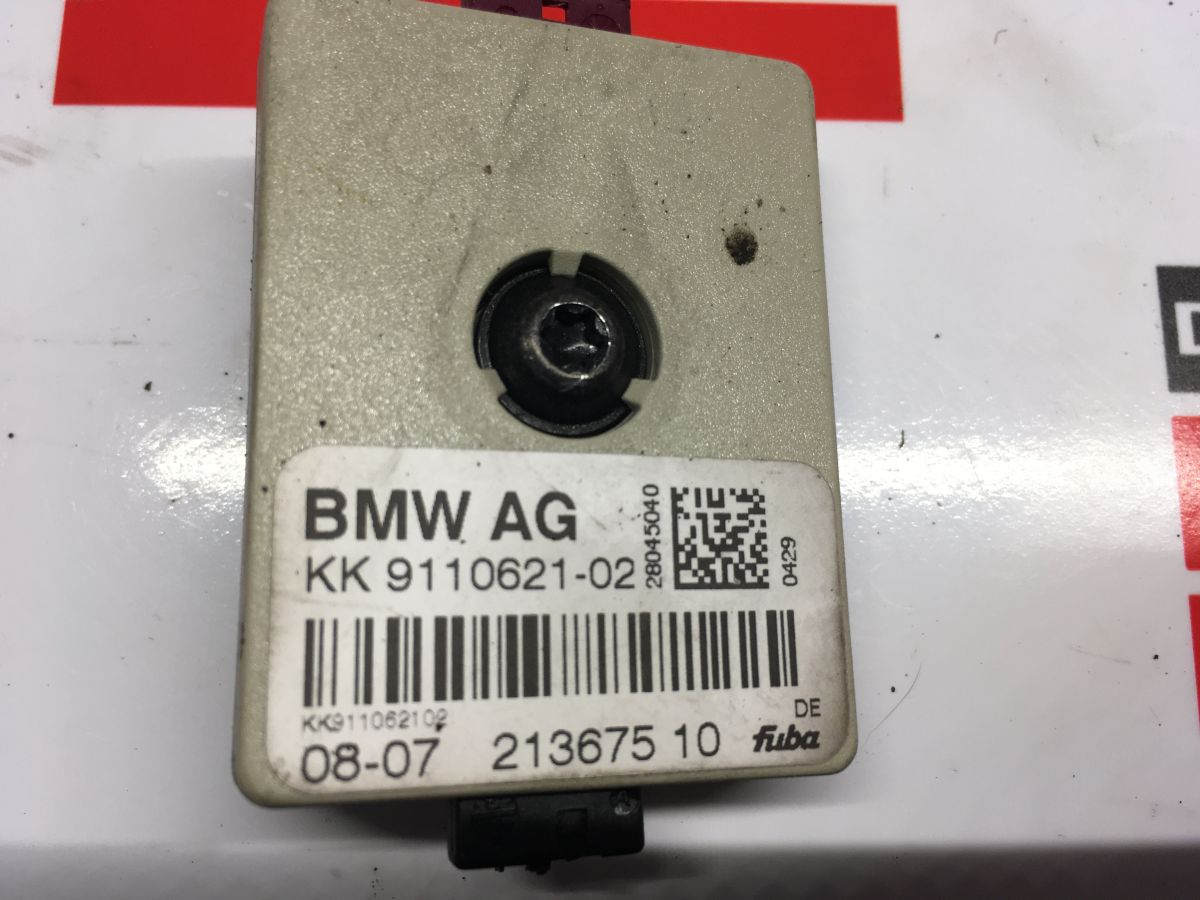 BMW AG
KK 9110621-02
28045040
0429
KK911062102
DE
08-07 213675 10 fuba